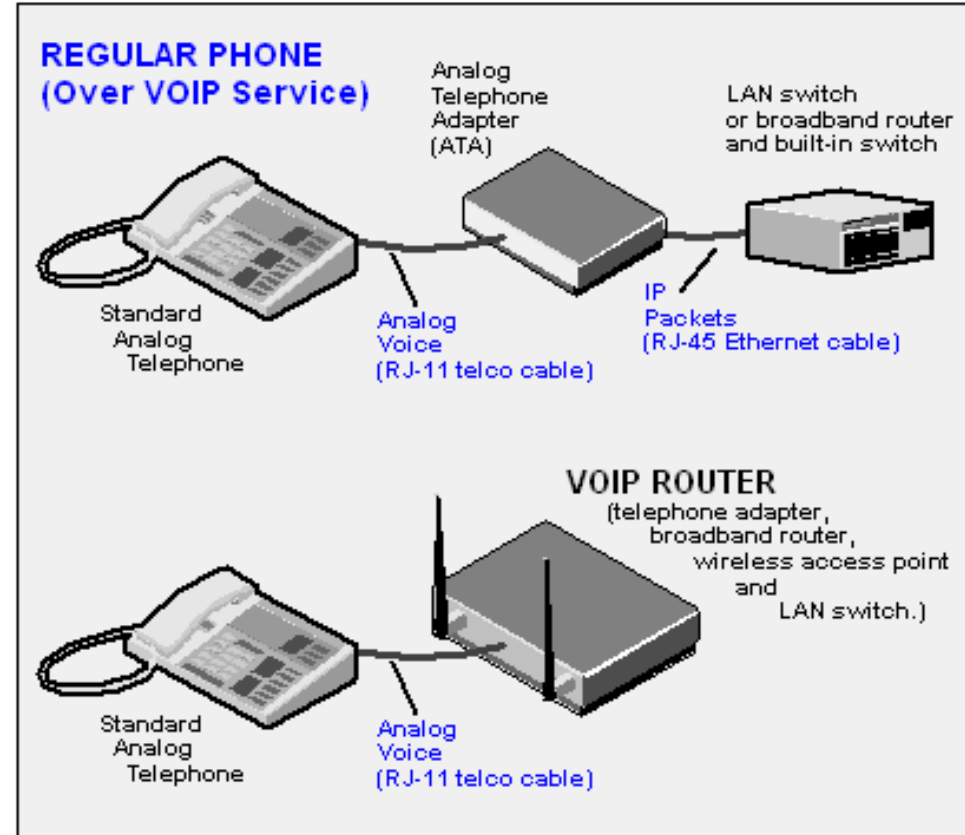 REGULAR PHONE
(Over VOIP Service)
Analog
Telephone
Adapter
(ATA)
LAN switch
or broadband router
and built-in switch
Standard
Analog
Telephone
Analog
Voice
(RJ-11 telco cable)
IP
Packets
(RJ-45 Ethernet cable)
VOIP ROUTER
(telephone adapter,
broadband router,
wireless access point
and
LAN switch.)
Standard
Analog
Telephone
Analog
Voice
(RJ-11 telco cable)